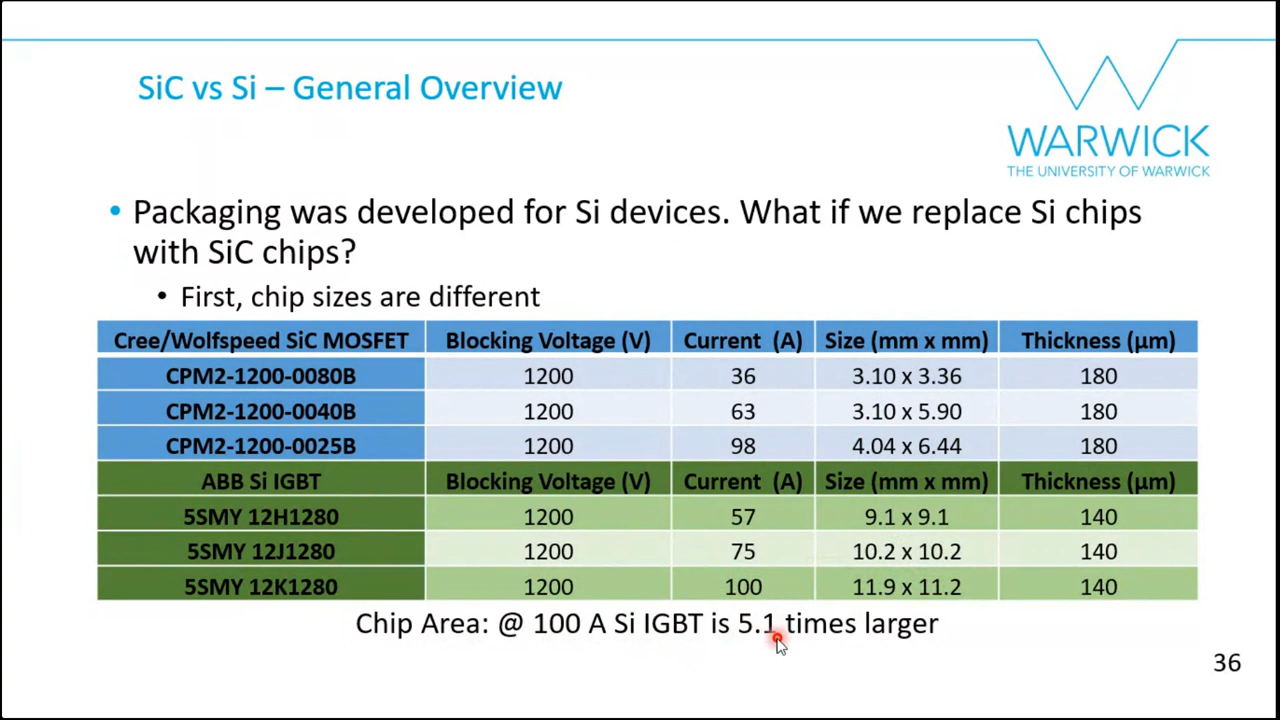 SiC vs Si – General Overview
WARWICK
THE UNIVERSITY OF WARWICK
• Packaging was developed for Si devices. What if we replace Si chips
with SiC chips?
• First, chip sizes are different
Cree/Wolfspeed SiC MOSFET Blocking Voltage (V) Current (A) Size (mm x mm) Thickness (µm)
CPM2-1200-0080B 1200 36 3.10 x 3.36 180
CPM2-1200-0040B 1200 63 3.10 x 5.90 180
CPM2-1200-0025B 1200 98 4.04 x 6.44 180
ABB Si IGBT Blocking Voltage (V) Current (A) Size (mm x mm) Thickness (µm)
5SMY 12H1280 1200 57 9.1 x 9.1 140
5SMY 12J1280 1200 75 10.2 x 10.2 140
5SMY 12K1280 1200 100 11.9 x 11.2 140
Chip Area: @ 100 A Si IGBT is 5.1 times larger
36